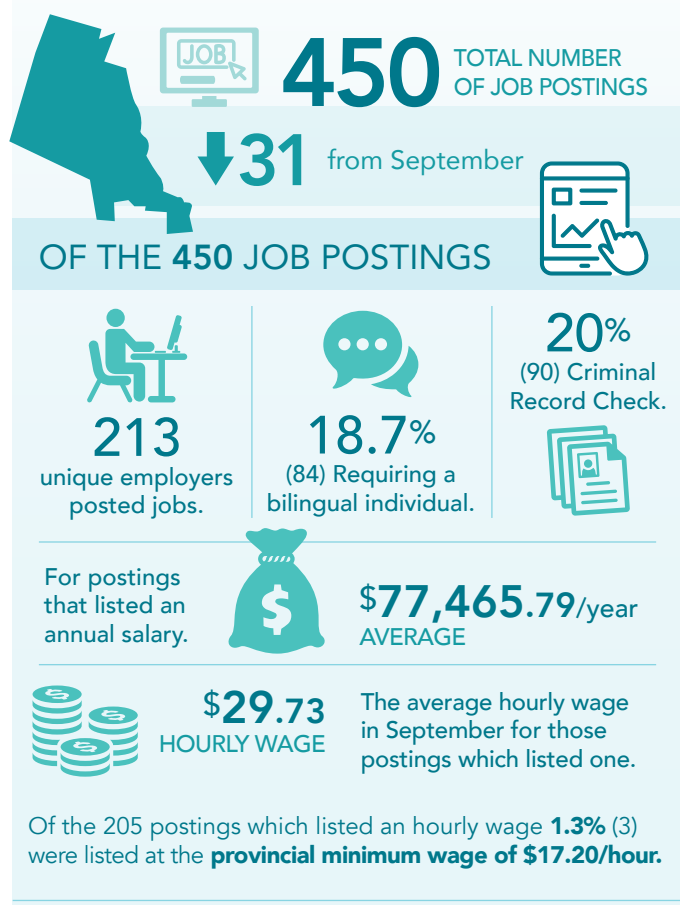 JOB
450
TOTAL NUMBER
OF JOB POSTINGS
31 from September
OF THE 450 JOB POSTINGS
213
unique employers
posted jobs.
18.7%
(84) Requiring a
bilingual individual.
20%
(90) Criminal
Record Check.
For postings
that listed an
annual salary.
$
$77,465.79/year
AVERAGE
$
$
$
$29.73
HOURLY WAGE
The average hourly wage
in September for those
postings which listed one.
Of the 205 postings which listed an hourly wage 1.3% (3)
were listed at the provincial minimum wage of $17.20/hour.